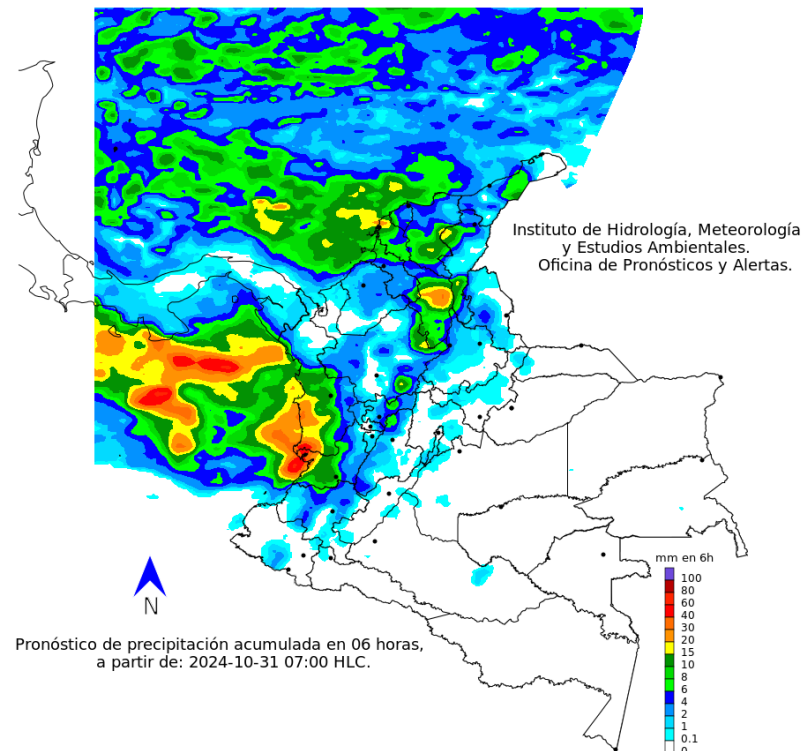 Instituto de Hidrología, Meteorología
y Estudios Ambientales.
Oficina de Pronósticos y Alertas.
mm en 6h
100
80
60
40
30
20
15
10
8
6
4
2
1
0.1
0
N
Pronóstico de precipitación acumulada en 06 horas,
a partir de: 2024-10-31 07:00 HLC.